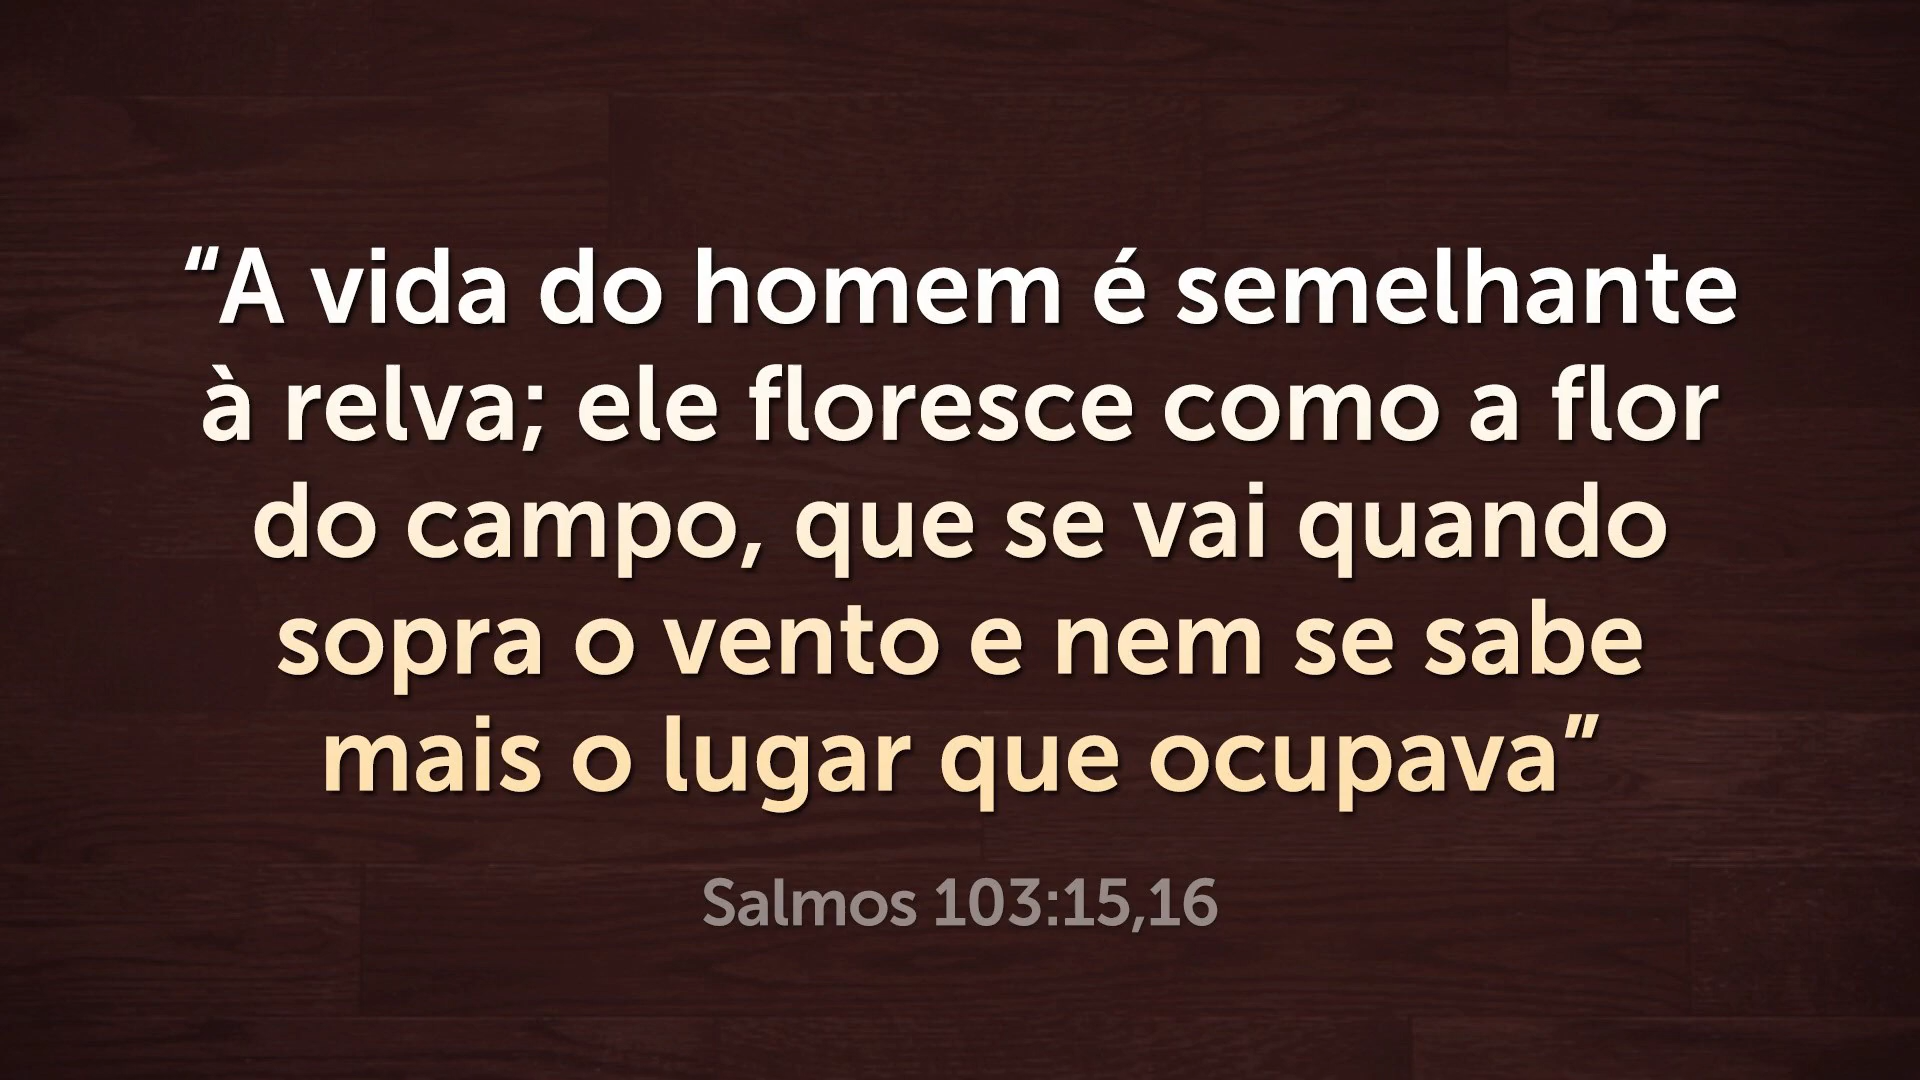 “A vida do homem é semelhante
à relva; ele floresce como a flor
do campo, que se vai quando
sopra o vento e nem se sabe
mais o lugar que ocupava”
Salmos 103:15,16